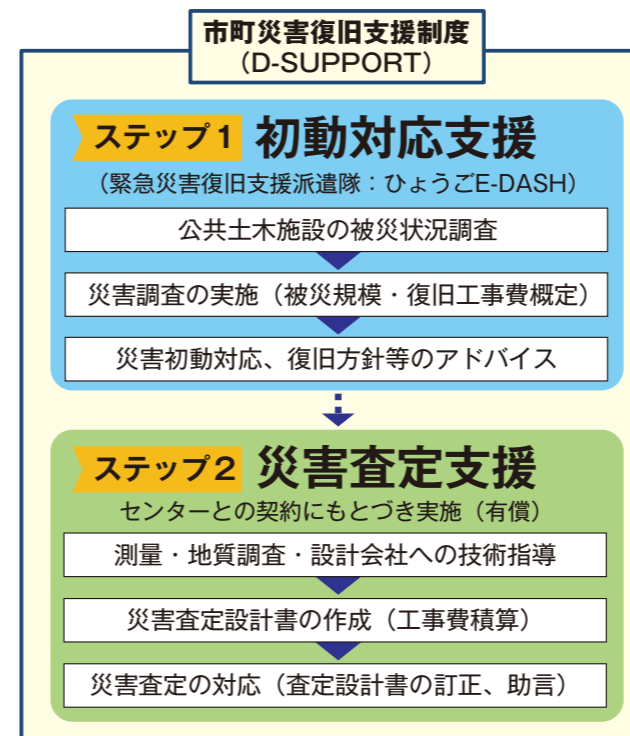 市町災害復旧支援制度
（D-SUPPORT）
ステップ1 初動対応支援
（緊急災害復旧支援派遣隊：ひょうごE-DASH）
公共土木施設の被災状況調査
災害調査の実施（被災規模・復旧工事費概定）
災害初動対応、復旧方針等のアドバイス
ステップ2 災害査定支援
センターとの契約にもとづき実施（有償）
測量・地質調査・設計会社への技術指導
災害査定設計書の作成（工事費積算）
災害査定の対応（査定設計書の訂正、助言）